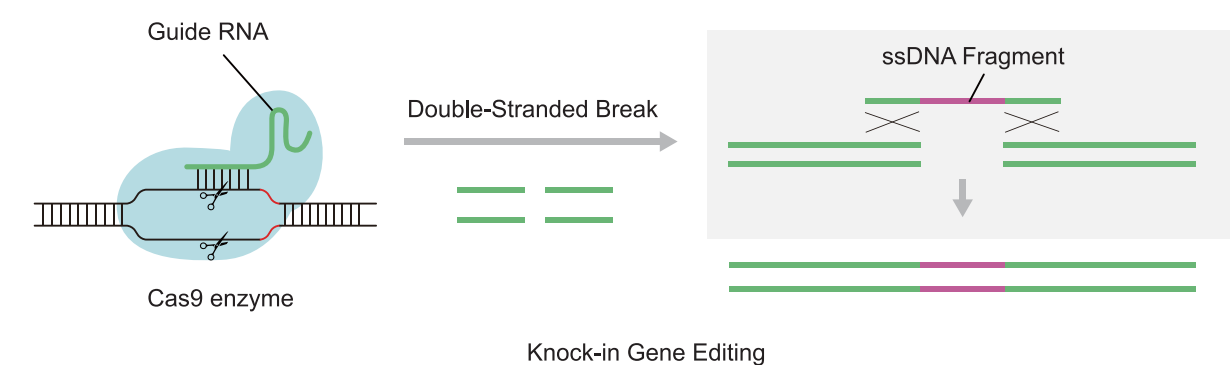 Guide RNA
Cas9 enzyme
Double-Stranded Break
ssDNA Fragment
Knock-in Gene Editing